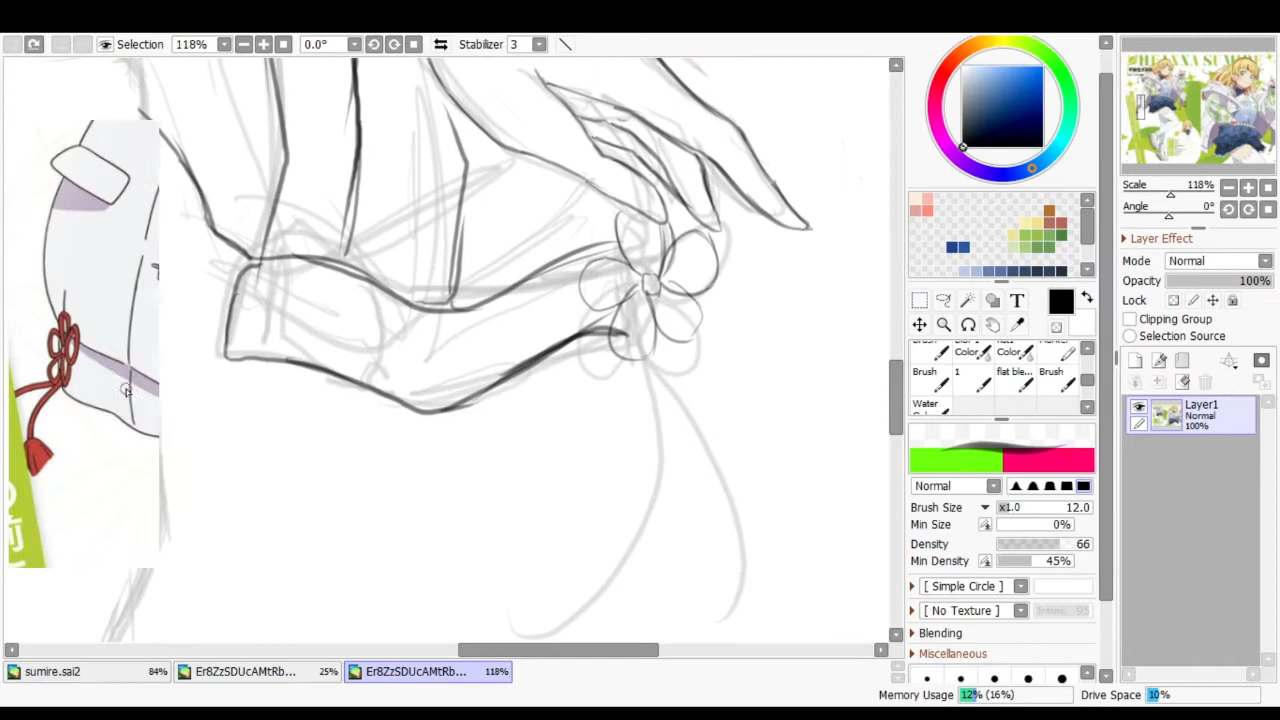 Selection
118%
0.0°
Stabilizer 3
Scale 118%
Angle 0°
Layer Effect
Mode Normal
Opacity 100%
Lock
Clipping Group
Selection Source
Layer1
Normal
100%
T
Color
Color
Brush 1 flat ble... Brush
Water
Normal
Brush Size x1.0 12.0
Min Size 0%
Density 66
Min Density 45%
[ Simple Circle ]
[ No Texture ] Intens. 95
Blending
Miscellaneous
sumire.sai2 84%
Er8ZzSDUcAMtRb... 25%
Er8ZzSDUcAMtRb... 118%
Memory Usage 12% (16%)
Drive Space 10%